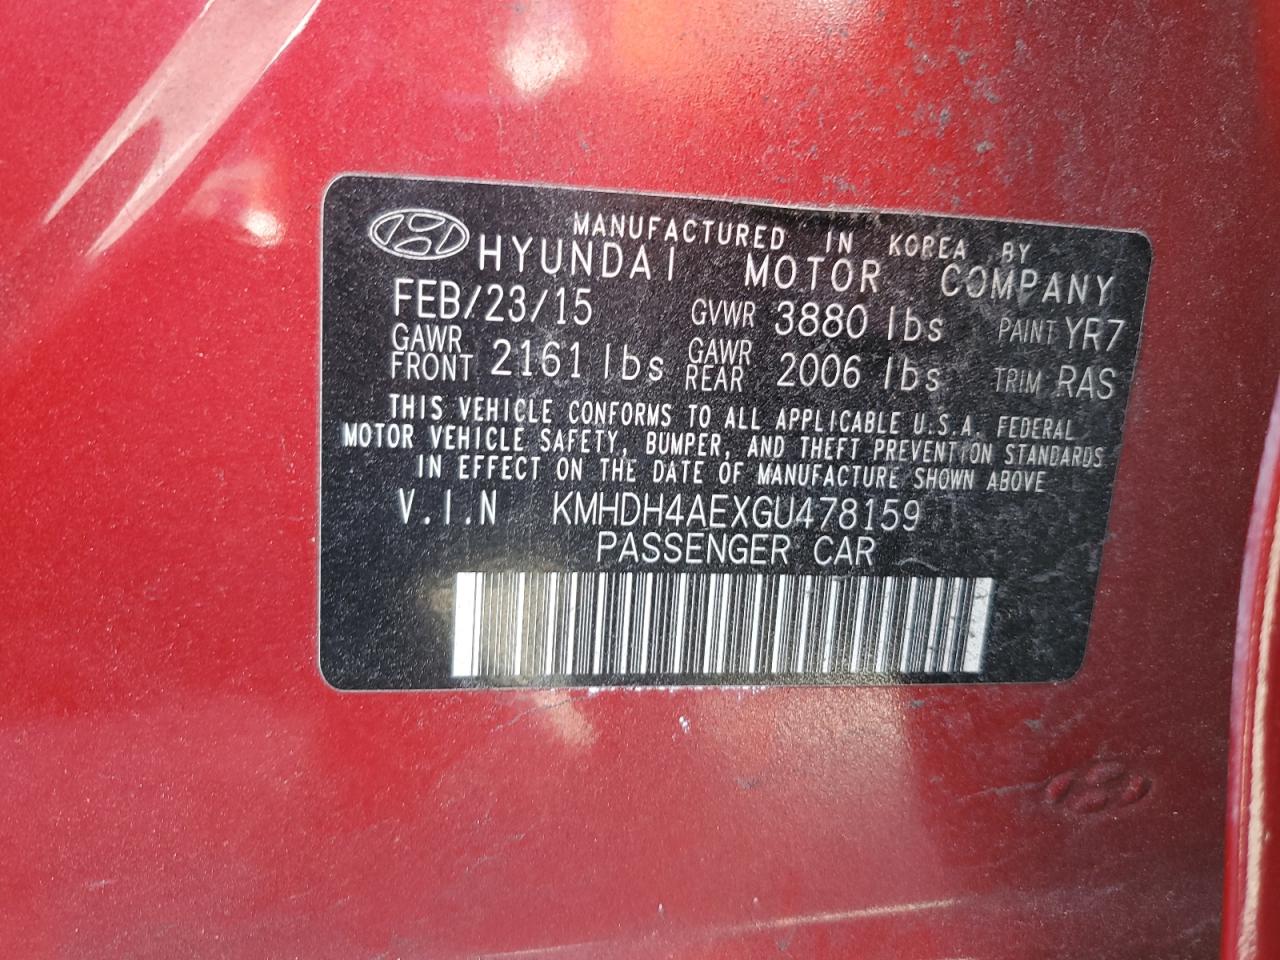 MANUFACTURED IN KOREA BY
HYUNDAI MOTOR COMPANY
FEB/23/15 GVWR 3880 lbs PAINT YR7
GAWR FRONT 2161 lbs GAWR REAR 2006 lbs TRIM RAS
THIS VEHICLE CONFORMS TO ALL APPLICABLE U.S.A. FEDERAL
MOTOR VEHICLE SAFETY, BUMPER, AND THEFT PREVENTION STANDARDS
IN EFFECT ON THE DATE OF MANUFACTURE SHOWN ABOVE
V.I.N KMHDH4AEXGU478159
PASSENGER CAR